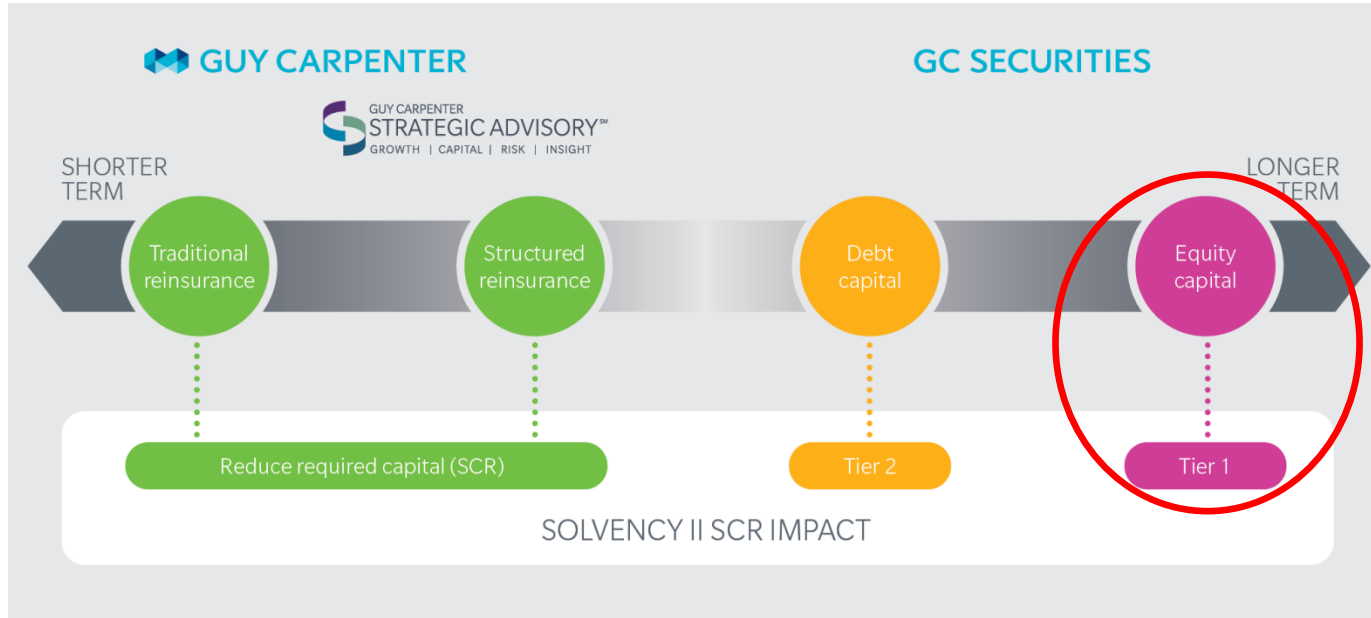 GUY CARPENTER
GC SECURITIES
GUY CARPENTER
STRATEGIC ADVISORY℠
GROWTH | CAPITAL | RISK | INSIGHT
SHORTER
TERM
LONGER
TERM
Traditional
reinsurance
Structured
reinsurance
Debt
capital
Equity
capital
Reduce required capital (SCR)
Tier 2
Tier 1
SOLVENCY II SCR IMPACT